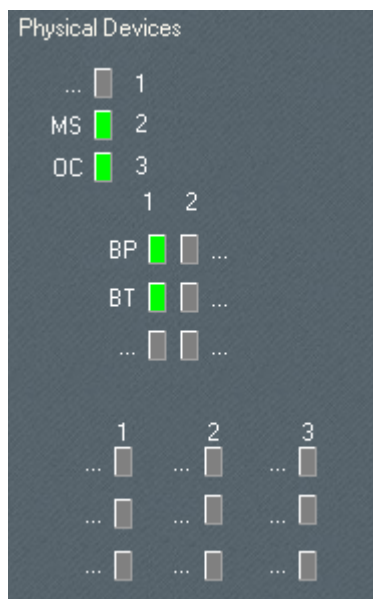 Physical Devices
... 1
MS 2
OC 3
1 2
BP ...
BT ...
... ...
1 2 3
... ... ...
... ... ...
... ... ...